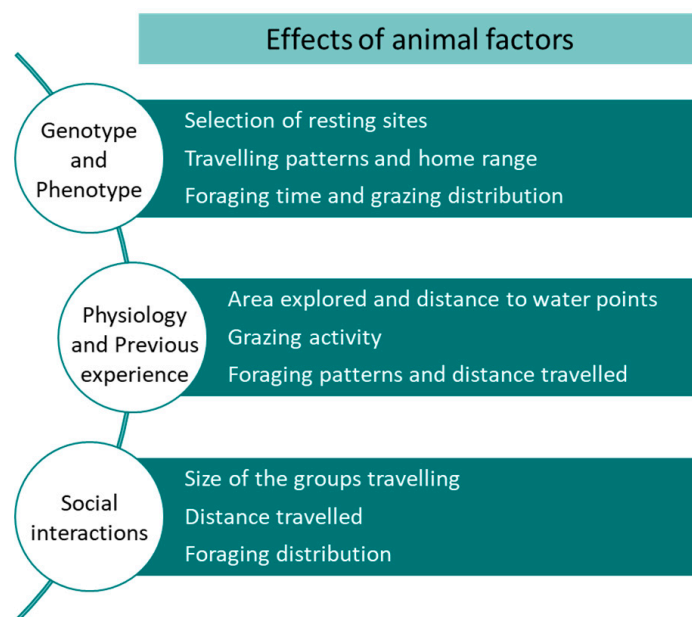 Effects of animal factors
Genotype
and
Phenotype
Selection of resting sites
Travelling patterns and home range
Foraging time and grazing distribution
Physiology
and Previous
experience
Area explored and distance to water points
Grazing activity
Foraging patterns and distance travelled
Social
interactions
Size of the groups travelling
Distance travelled
Foraging distribution